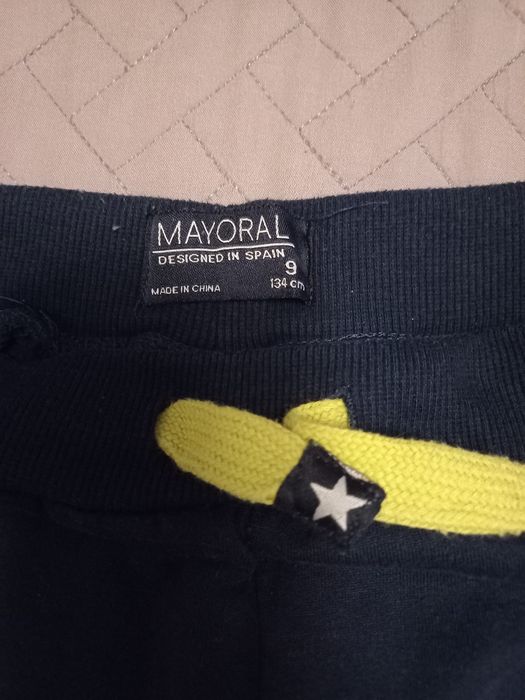 MAYORAL
DESIGNED IN SPAIN
9
MADE IN CHINA 134 cm